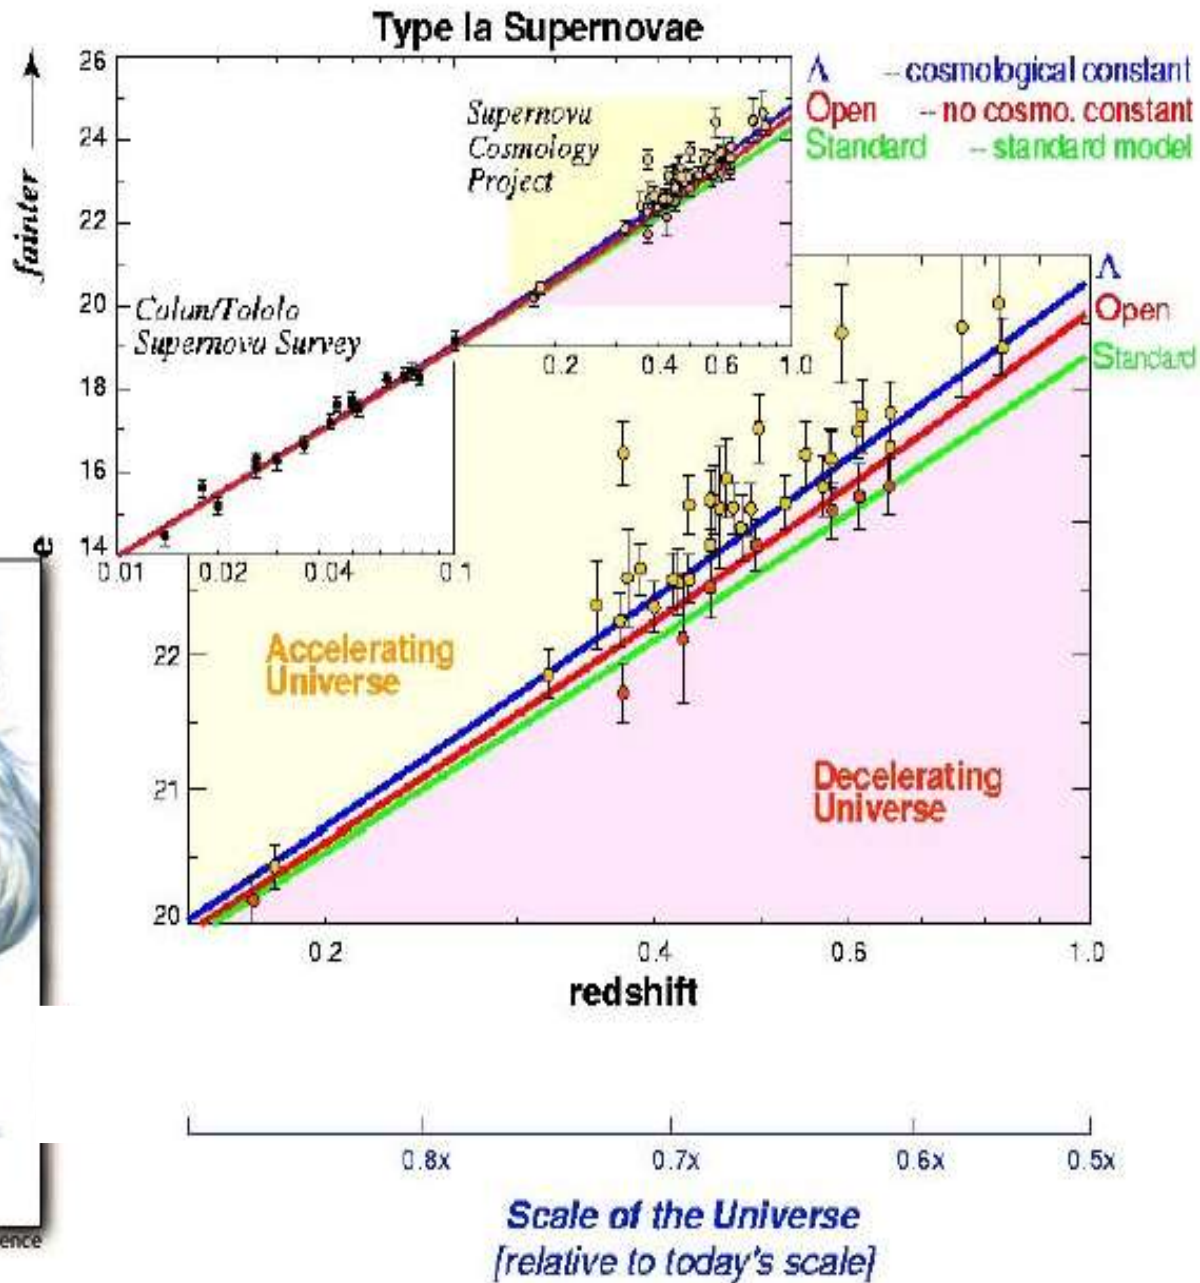 Type Ia Supernovae
fainter
26
24
22
20
18
16
14
Supernova
Cosmology
Project
Calan/Tololo
Supernova Survey
0.01
0.02
0.04
0.1
0.2
0.4
0.6
1.0
Λ -- cosmological constant
Open -- no cosmo. constant
Standard -- standard model
Λ
Open
Standard
Accelerating
Universe
Decelerating
Universe
22
21
20
0.2
0.4
0.6
1.0
redshift
0.8x
0.7x
0.6x
0.5x
Scale of the Universe
[relative to today's scale]